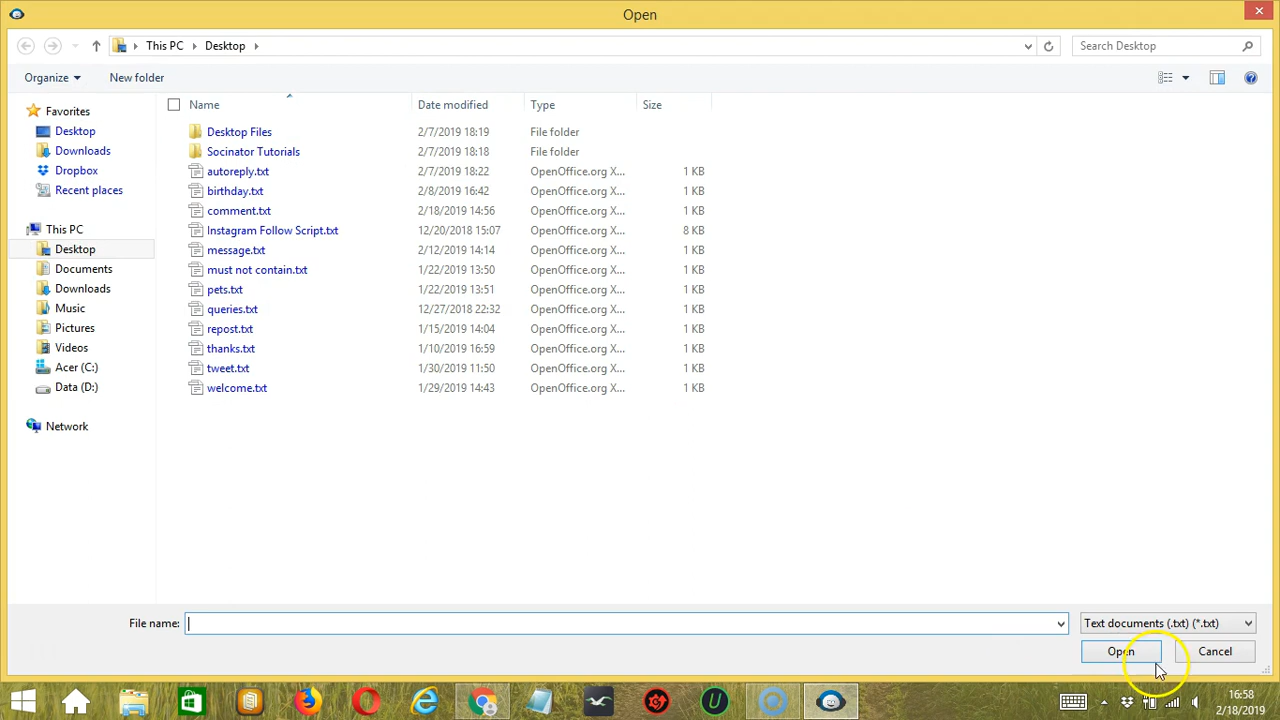 Open
This PC Desktop
Search Desktop
Organize New folder
Name Date modified Type Size
Favorites
Desktop
Downloads
Dropbox
Recent places
This PC
Desktop
Documents
Downloads
Music
Pictures
Videos
Acer (C:)
Data (D:)
Network
Desktop Files 2/7/2019 18:19 File folder
Socinator Tutorials 2/7/2019 18:18 File folder
autoreply.txt 2/7/2019 18:22 OpenOffice.org X... 1 KB
birthday.txt 2/8/2019 16:42 OpenOffice.org X... 1 KB
comment.txt 2/18/2019 14:56 OpenOffice.org X... 1 KB
Instagram Follow Script.txt 12/20/2018 15:07 OpenOffice.org X... 8 KB
message.txt 2/12/2019 14:14 OpenOffice.org X... 1 KB
must not contain.txt 1/22/2019 13:50 OpenOffice.org X... 1 KB
pets.txt 1/22/2019 13:51 OpenOffice.org X... 1 KB
queries.txt 12/27/2018 22:32 OpenOffice.org X... 1 KB
repost.txt 1/15/2019 14:04 OpenOffice.org X... 1 KB
thanks.txt 1/10/2019 16:59 OpenOffice.org X... 1 KB
tweet.txt 1/30/2019 11:50 OpenOffice.org X... 1 KB
welcome.txt 1/29/2019 14:43 OpenOffice.org X... 1 KB
File name:
Text documents (.txt) (*.txt)
Open Cancel
16:58
2/18/2019